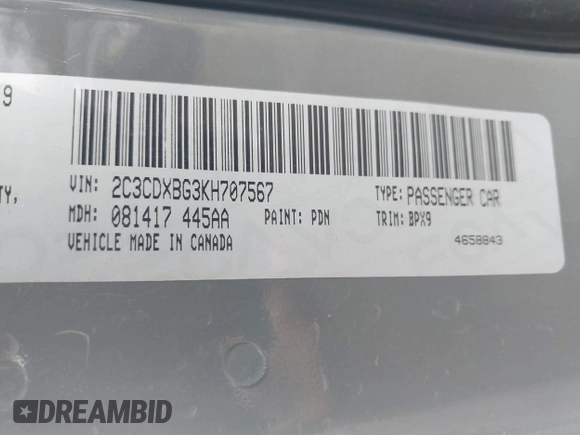 9
TY,
VIN: 2C3CDXBG3KH707567 TYPE: PASSENGER CAR
MDH: 081417 445AA PAINT: PDN TRIM: BPX9
VEHICLE MADE IN CANADA 4658843
DREAMBID